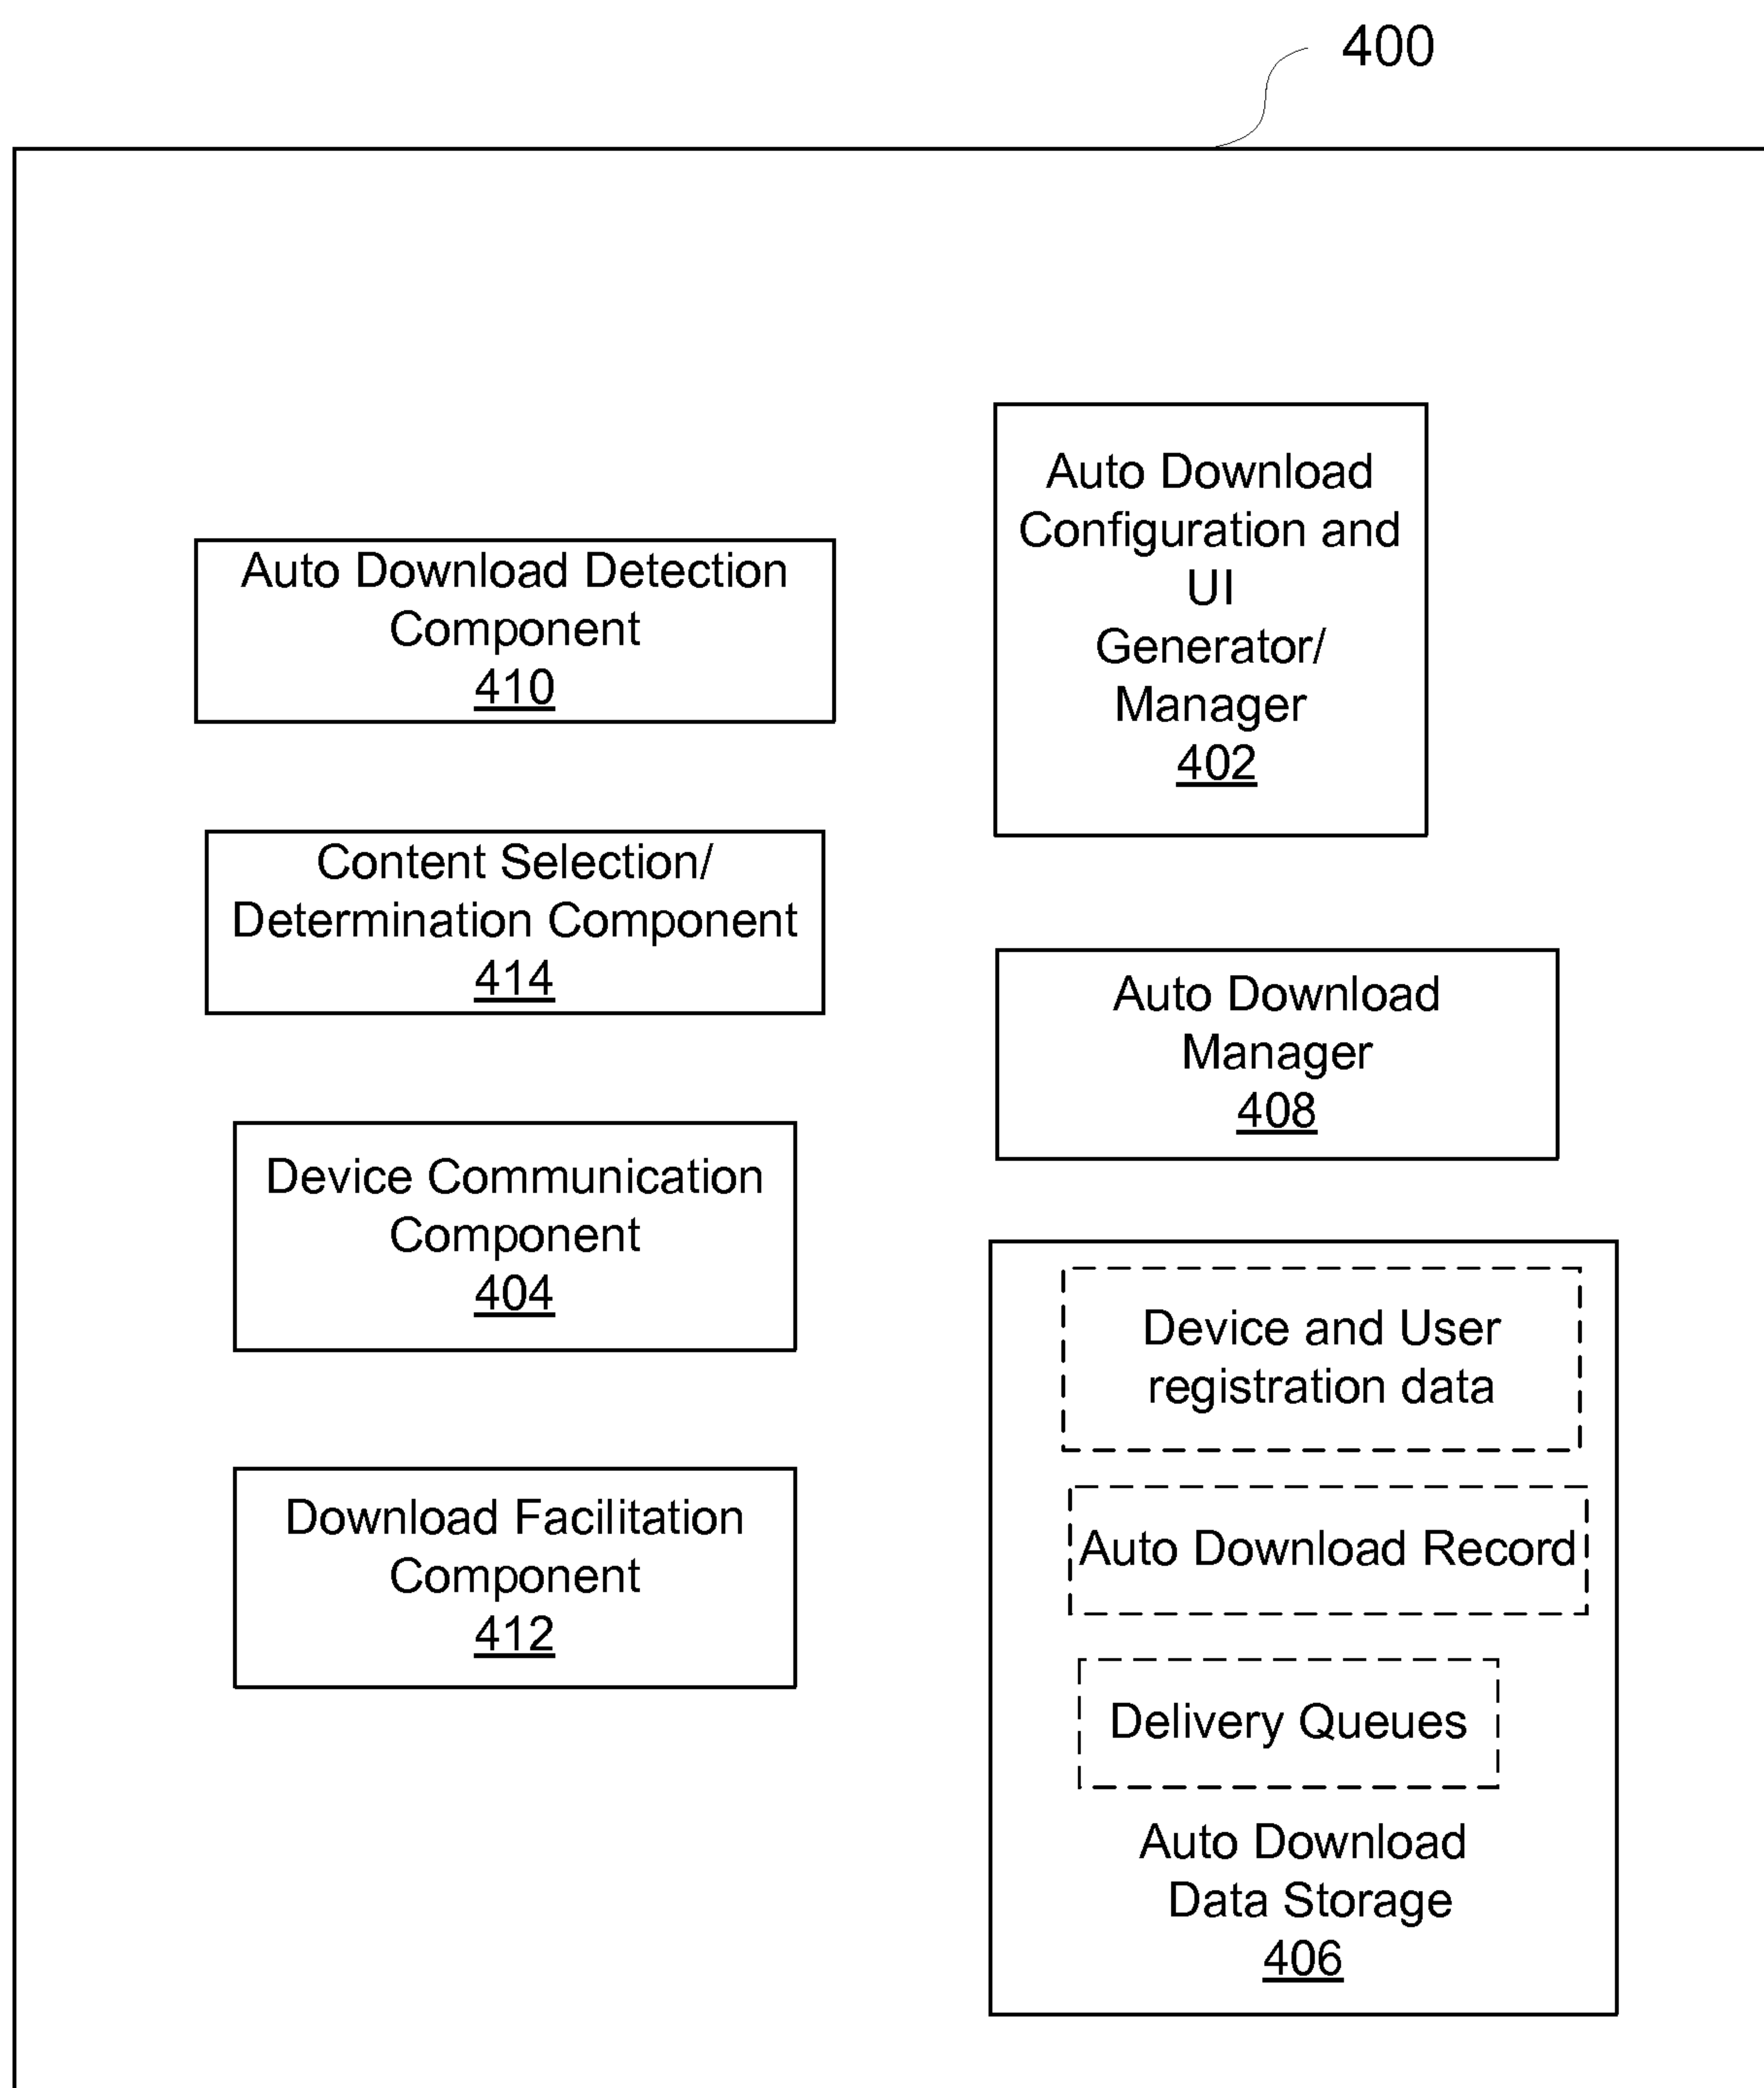 400
Auto Download Detection
Component
410
Content Selection/
Determination Component
414
Device Communication
Component
404
Download Facilitation
Component
412
Auto Download
Configuration and
UI
Generator/
Manager
402
Auto Download
Manager
408
Device and User
registration data
Auto Download Record
Delivery Queues
Auto Download
Data Storage
406